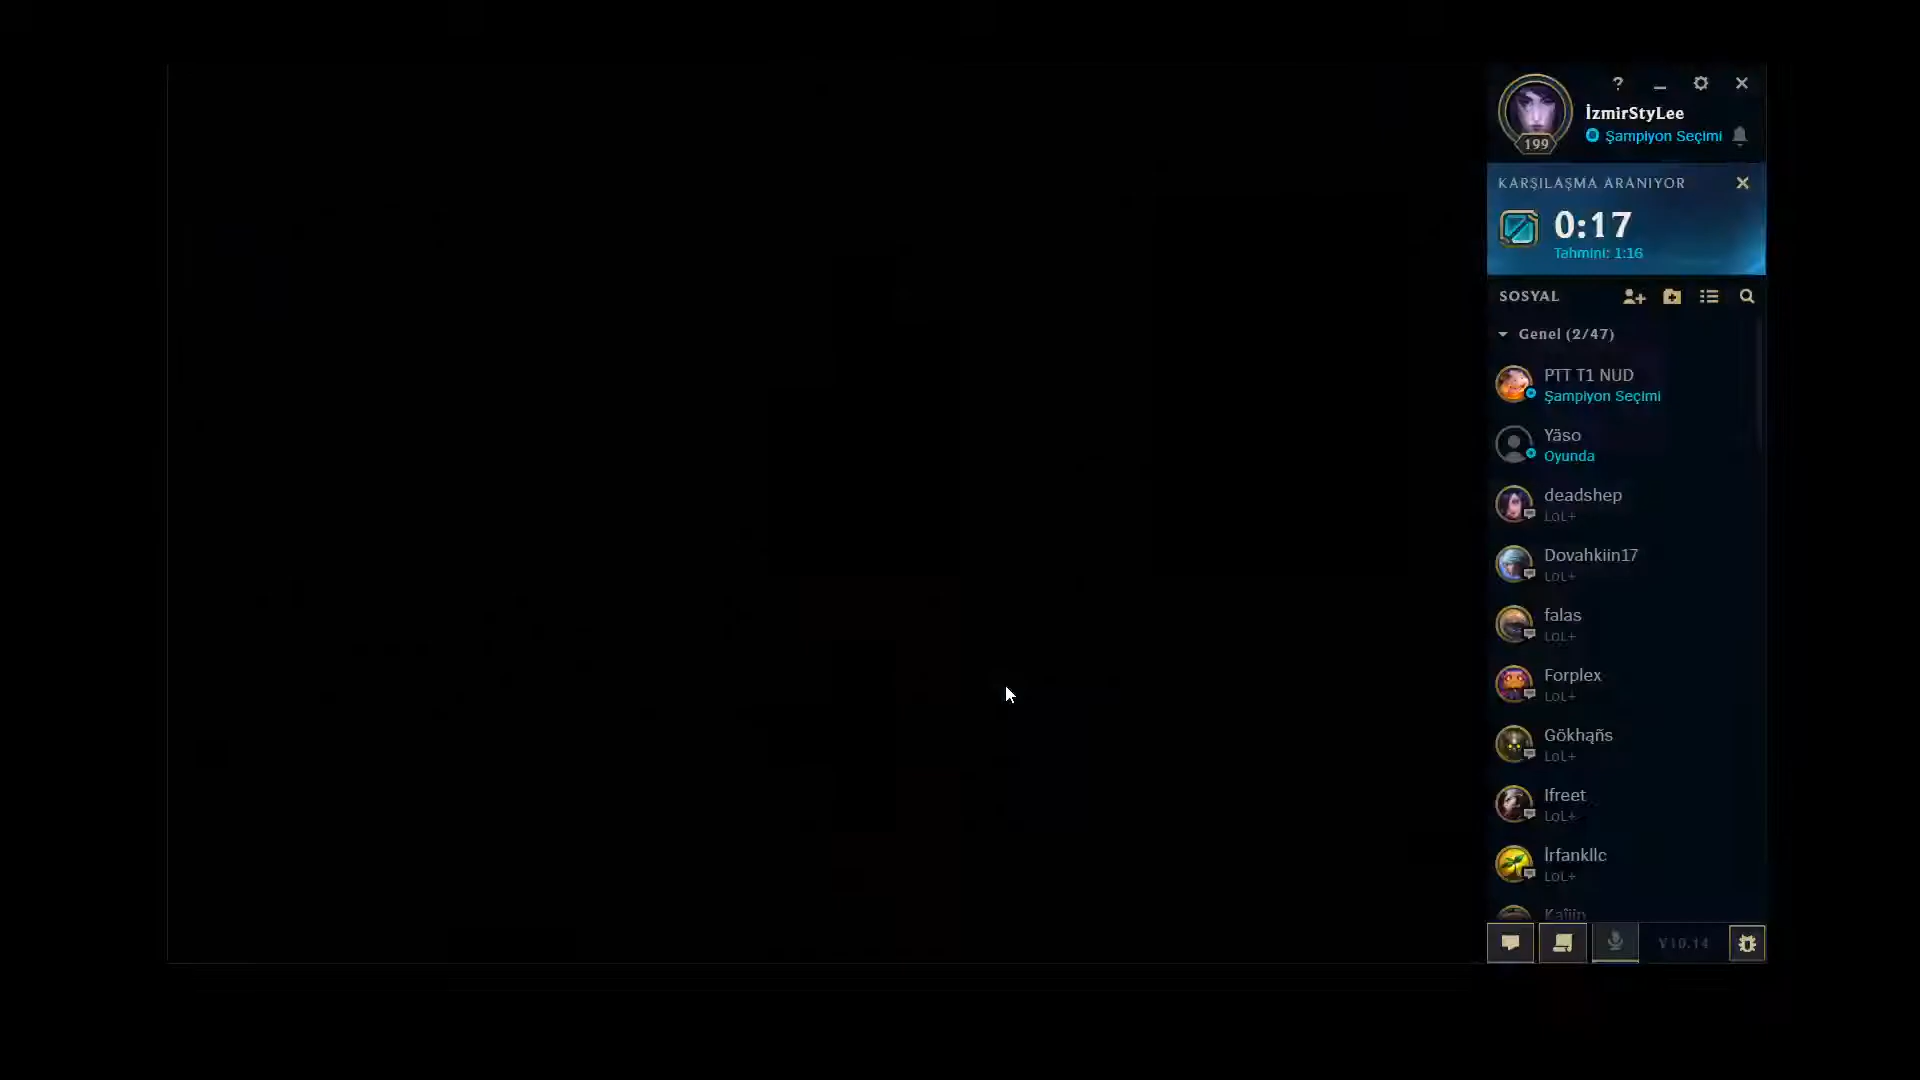 ?
İzmirStyLee
Şampiyon Seçimi
199
KARŞILAŞMA ARANIYOR
0:17
Tahmini: 1:16
SOSYAL
Genel (2/47)
PTT T1 NUD
Şampiyon Seçimi
Yäso
Oyunda
deadshep
LoL+
Dovahkiin17
LoL+
falas
LoL+
Forplex
LoL+
Gökhąñs
LoL+
Ifreet
LoL+
İrfankllc
LoL+
V10.14